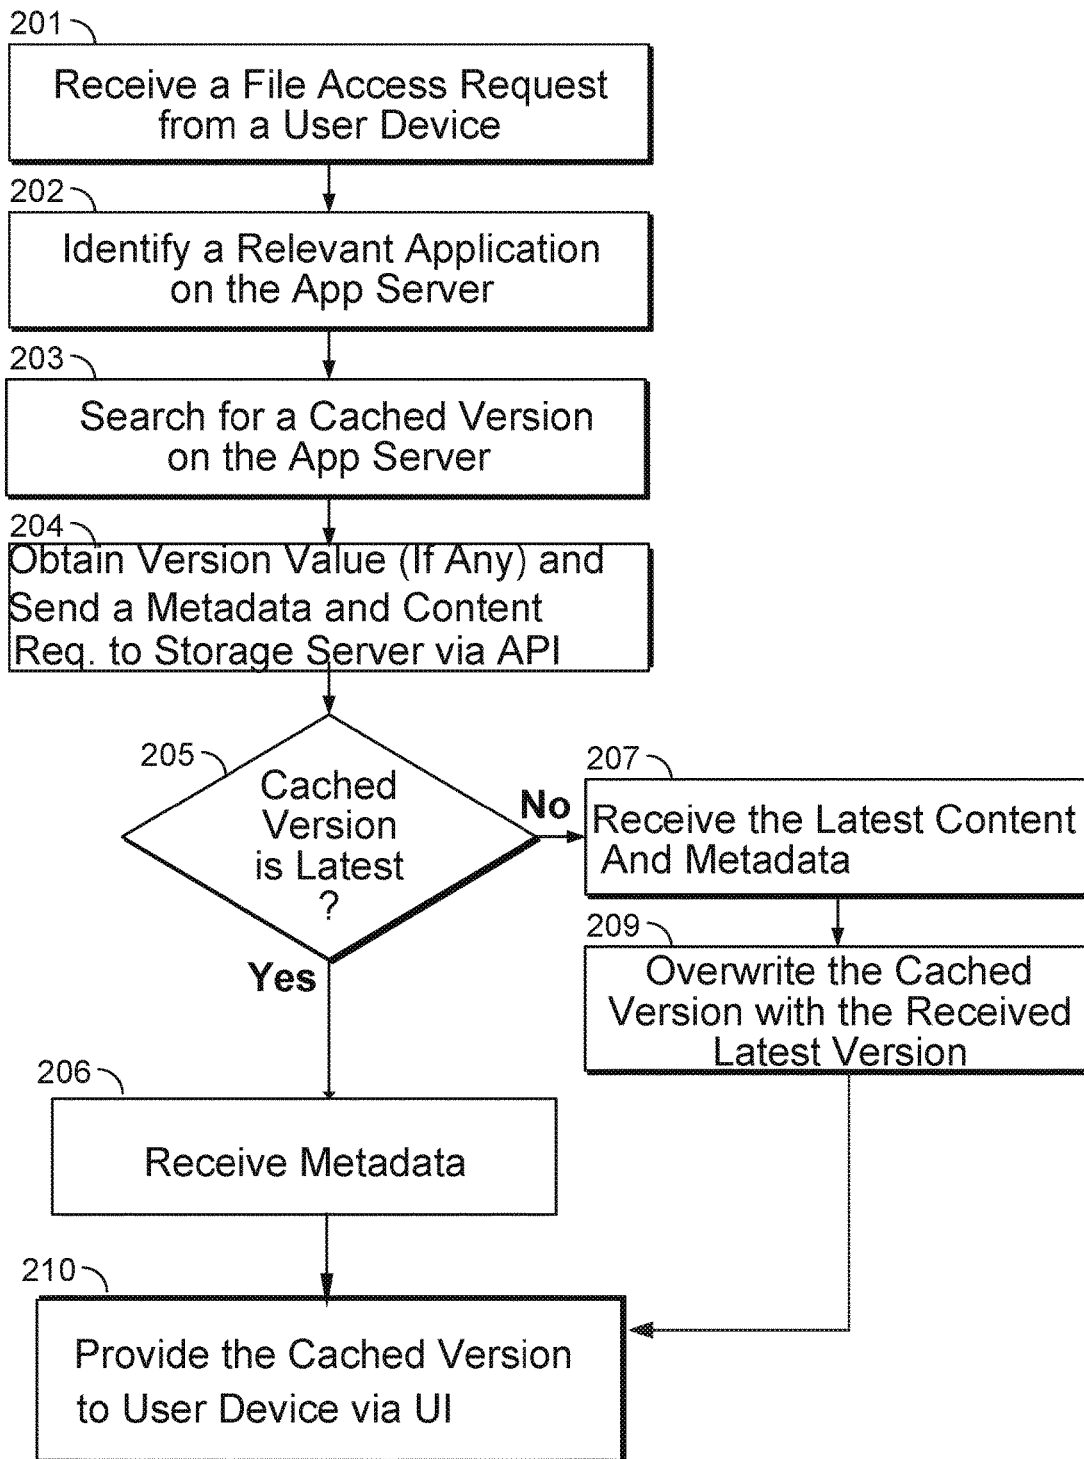 201
Receive a File Access Request
from a User Device
202
Identify a Relevant Application
on the App Server
203
Search for a Cached Version
on the App Server
204
Obtain Version Value (If Any) and
Send a Metadata and Content
Req. to Storage Server via API
205
Cached
Version
is Latest
?
No
Yes
207
Receive the Latest Content
And Metadata
209
Overwrite the Cached
Version with the Received
Latest Version
206
Receive Metadata
210
Provide the Cached Version
to User Device via UI